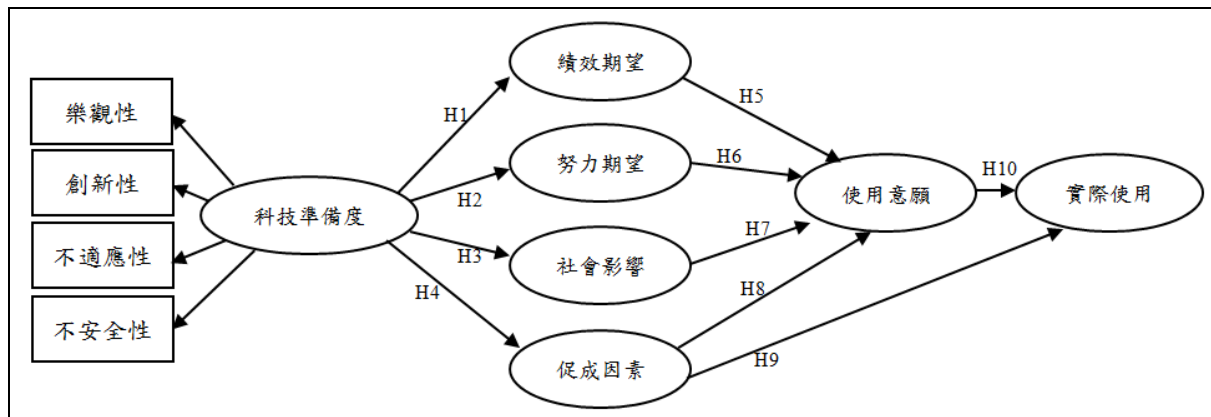 樂觀性
創新性
不適應性
不安全性
科技準備度
H1
H2
H3
H4
績效期望
努力期望
社會影響
促成因素
H5
H6
H7
H8
H9
使用意願
H10
實際使用